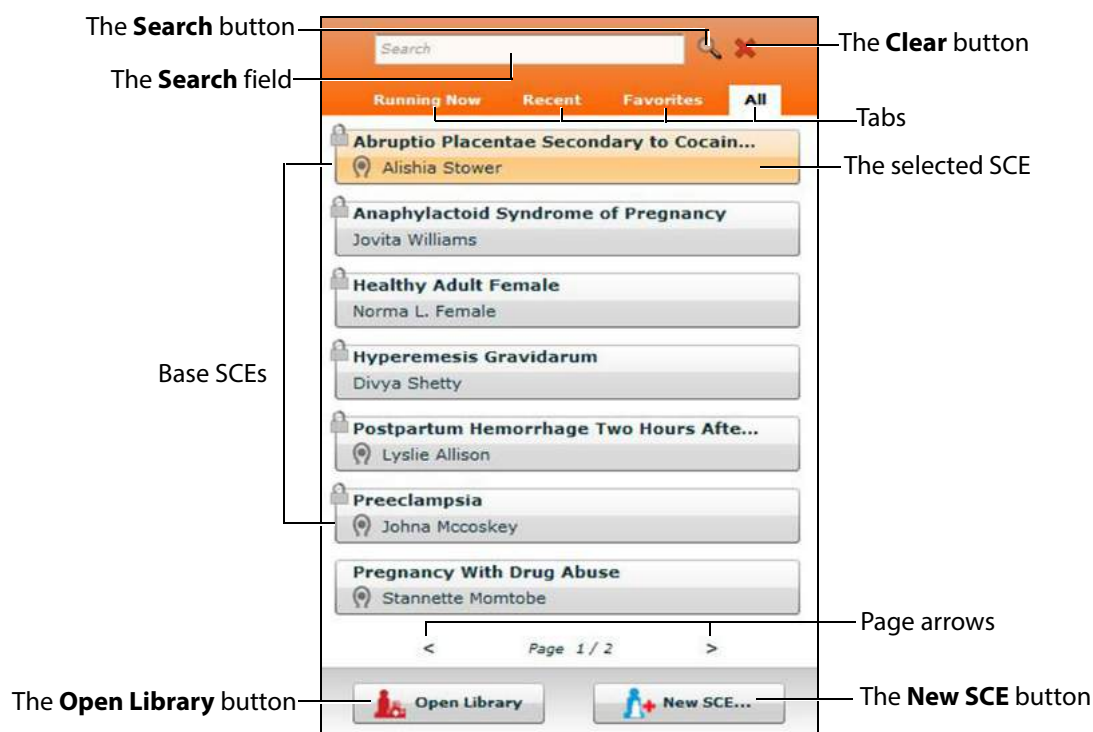 The Search button
Search
The Clear button
The Search field
Running Now Recent Favorites All
Tabs
Abruptio Placentae Secondary to Cocain...
Alishia Stower
The selected SCE
Anaphylactoid Syndrome of Pregnancy
Jovita Williams
Healthy Adult Female
Norma L. Female
Base SCEs
Hyperemesis Gravidarum
Divya Shetty
Postpartum Hemorrhage Two Hours Afte...
Lyslie Allison
Preeclampsia
Johna Mccoskey
Pregnancy With Drug Abuse
Stannette Momtobe
Page arrows
< Page 1 / 2 >
The Open Library button
Open Library
New SCE...
The New SCE button